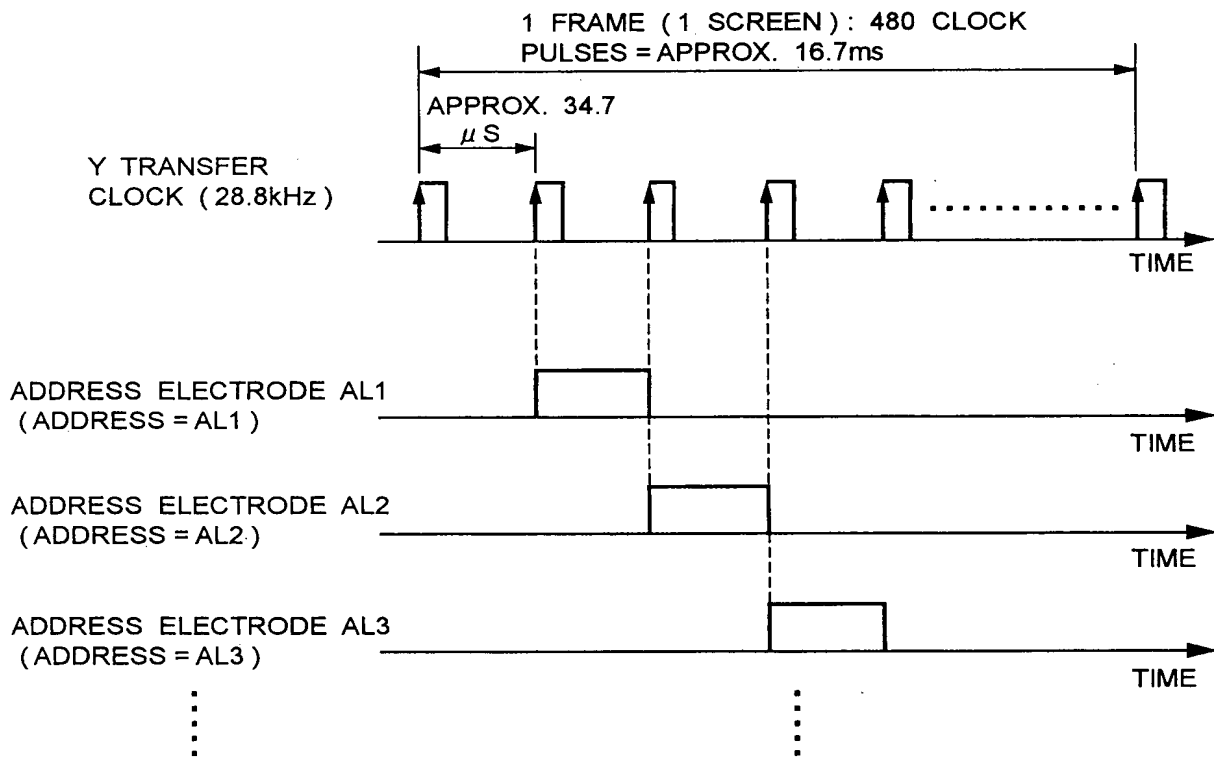 1 FRAME ( 1 SCREEN ) : 480 CLOCK
PULSES = APPROX. 16.7ms
APPROX. 34.7
μ S
Y TRANSFER
CLOCK ( 28.8kHz )
TIME
ADDRESS ELECTRODE AL1
( ADDRESS = AL1 )
TIME
ADDRESS ELECTRODE AL2
( ADDRESS = AL2 )
TIME
ADDRESS ELECTRODE AL3
( ADDRESS = AL3 )
TIME